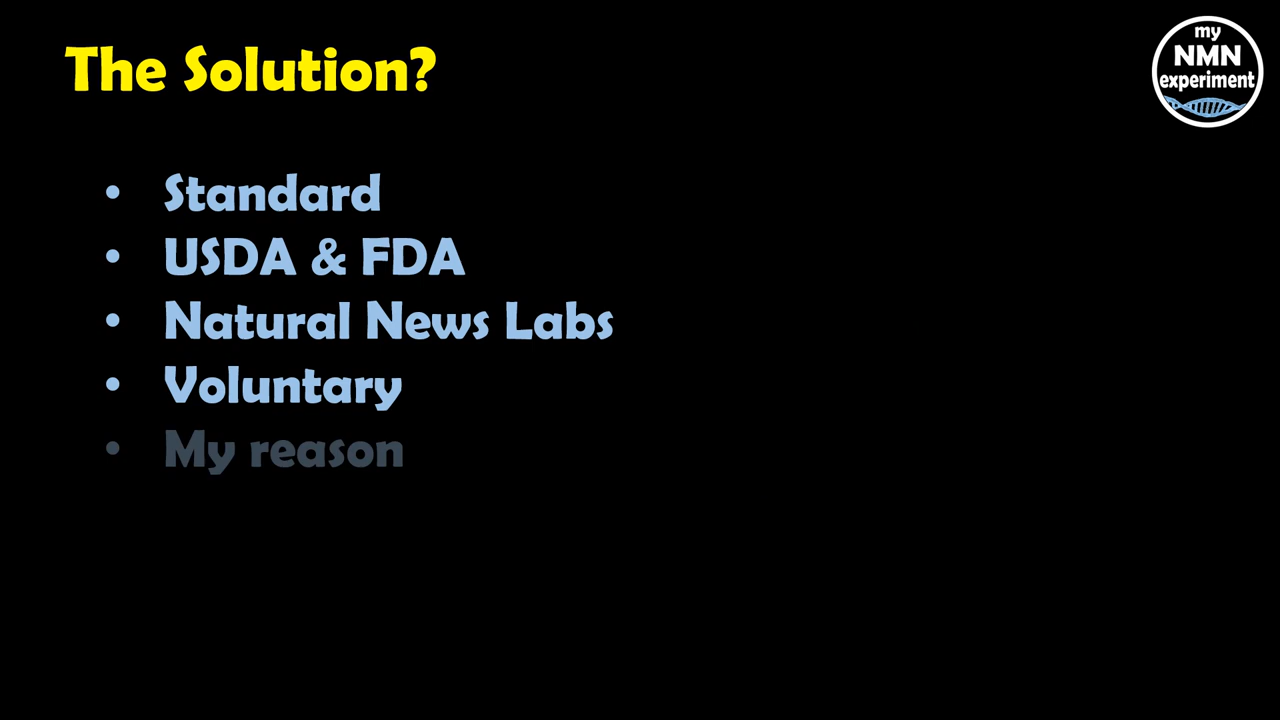 The Solution?
my
NMN
experiment
• Standard
• USDA & FDA
• Natural News Labs
• Voluntary
• My reason